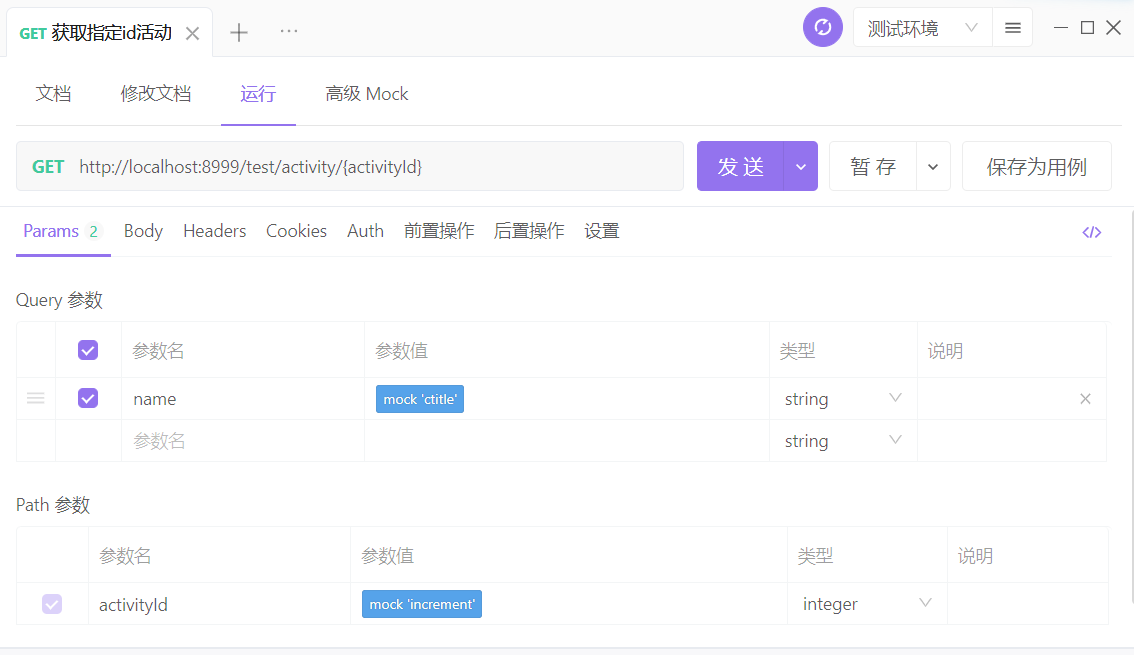 GET 获取指定id活动
测试环境
文档 修改文档 运行 高级 Mock
GET http://localhost:8999/test/activity/{activityId} 发 送 暂 存 保存为用例
Params 2 Body Headers Cookies Auth 前置操作 后置操作 设置 </>
Query 参数
参数名 参数值 类型 说明
name mock 'ctitle' string
参数名 string
Path 参数
参数名 参数值 类型 说明
activityId mock 'increment' integer